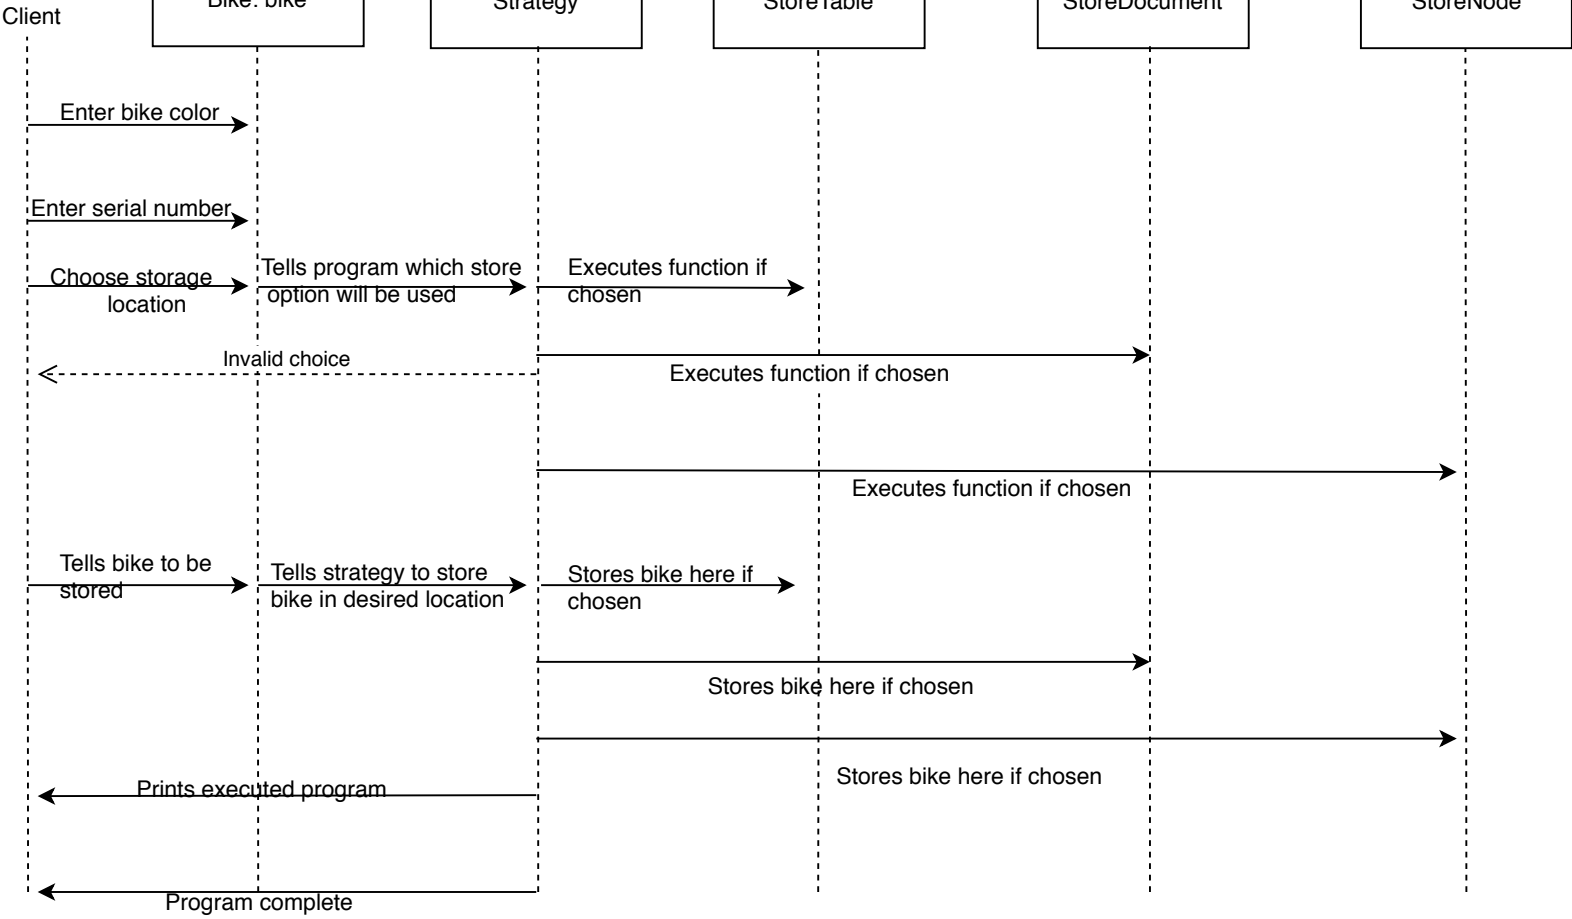 Client
Bike: bike
Strategy
StoreTable
StoreDocument
StoreNode
Enter bike color
Enter serial number
Choose storage
location
Tells program which store
option will be used
Executes function if
chosen
Invalid choice
Executes function if chosen
Executes function if chosen
Tells bike to be
stored
Tells strategy to store
bike in desired location
Stores bike here if
chosen
Stores bike here if chosen
Stores bike here if chosen
Prints executed program
Program complete